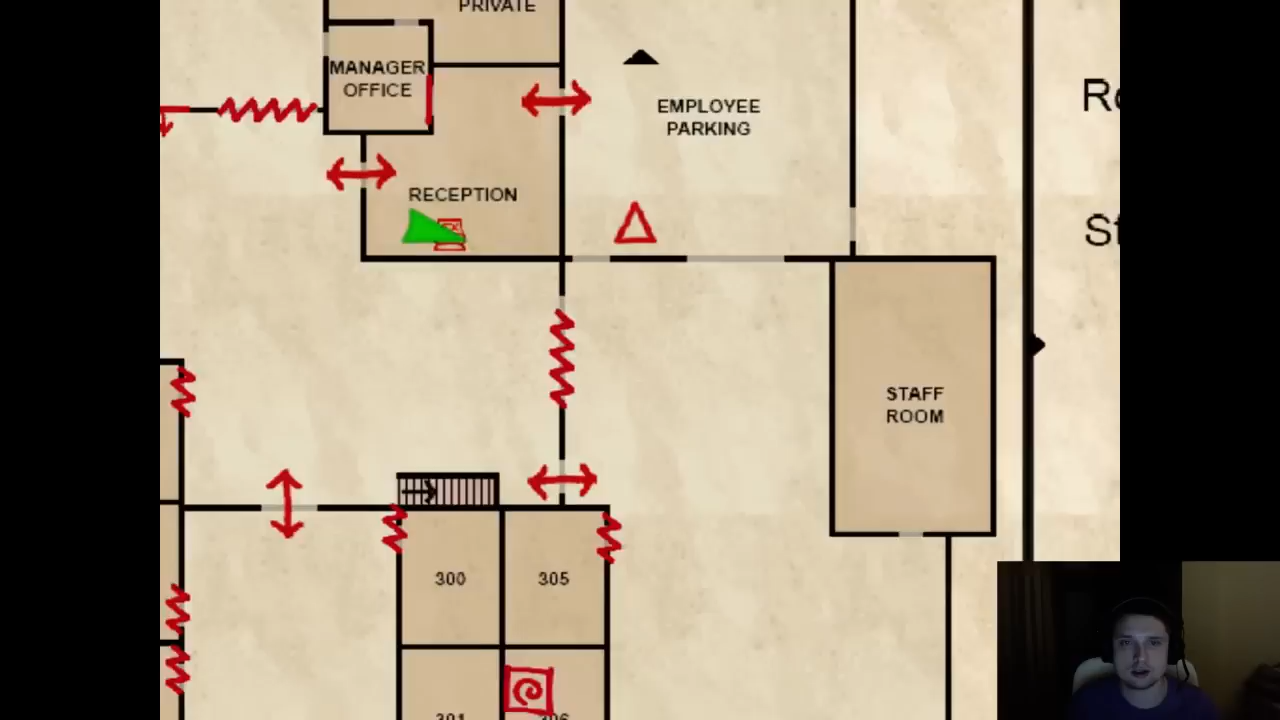 PRIVATE
MANAGER
OFFICE
EMPLOYEE
PARKING
RECEPTION
STAFF
ROOM
300
305